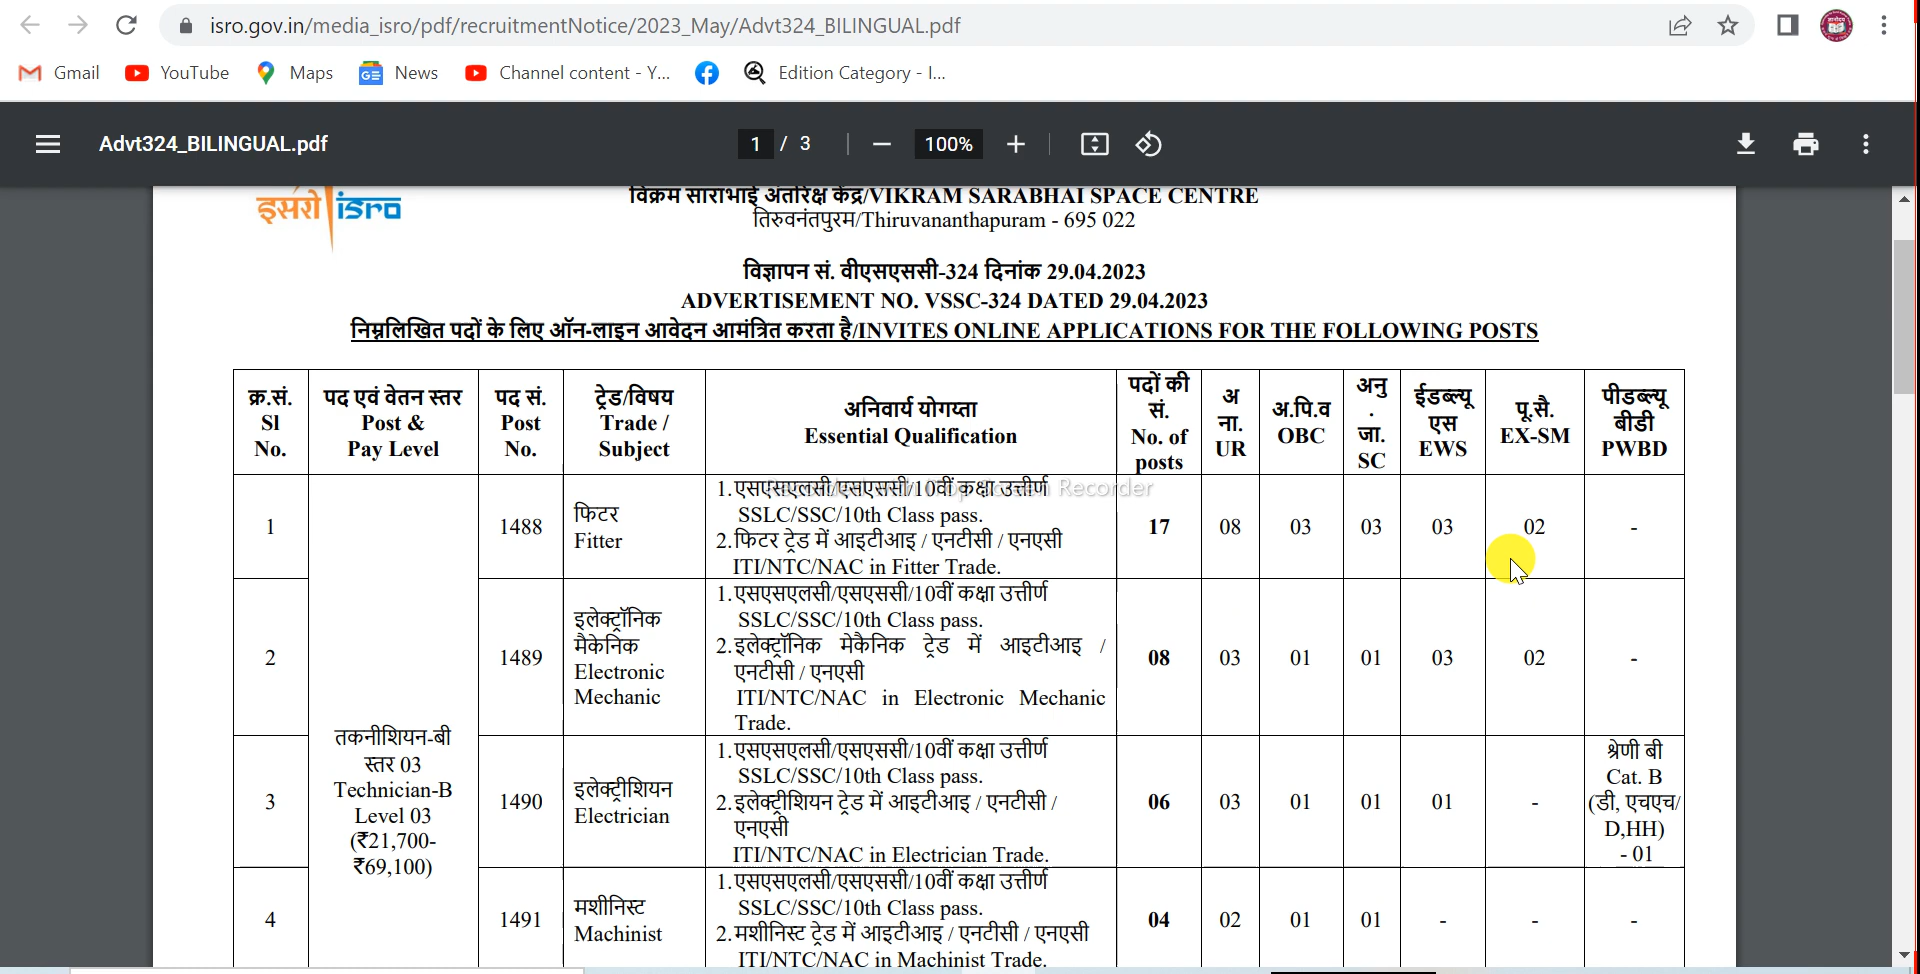 isro.gov.in/media_isro/pdf/recruitmentNotice/2023_May/Advt324_BILINGUAL.pdf
Gmail YouTube Maps News Channel content - Y... Edition Category - I...
Advt324_BILINGUAL.pdf 1 / 3 100%
इसरो isro
विक्रम साराभाई अंतरिक्ष केंद्र/VIKRAM SARABHAI SPACE CENTRE
तिरुवनंतपुरम/Thiruvananthapuram - 695 022
विज्ञापन सं. वीएसएससी-324 दिनांक 29.04.2023
ADVERTISEMENT NO. VSSC-324 DATED 29.04.2023
निम्नलिखित पदों के लिए ऑन-लाइन आवेदन आमंत्रित करता है/INVITES ONLINE APPLICATIONS FOR THE FOLLOWING POSTS
क्र.सं.
Sl
No.
पद एवं वेतन स्तर
Post &
Pay Level
पद सं.
Post
No.
ट्रेड/विषय
Trade /
Subject
अनिवार्य योगय्ता
Essential Qualification
पदों की
सं.
No. of
posts
अ
ना.
UR
अ.पि.व
OBC
अनु
.
जा.
SC
ईडब्ल्यू
एस
EWS
पू.सै.
EX-SM
पीडब्ल्यू
बीडी
PWBD
1
तकनीशियन-बी
स्तर 03
Technician-B
Level 03
(₹21,700-
₹69,100)
1488
फिटर
Fitter
1. एसएसएलसी/एसएससी/10वीं कक्षा उत्तीर्ण
SSLC/SSC/10th Class pass.
2. फिटर ट्रेड में आइटीआइ / एनटीसी / एनएसी
ITI/NTC/NAC in Fitter Trade.
17
08
03
03
03
02
-
Recorded with iTop Screen Recorder
2
1489
इलेक्ट्रॉनिक
मैकेनिक
Electronic
Mechanic
1. एसएसएलसी/एसएससी/10वीं कक्षा उत्तीर्ण
SSLC/SSC/10th Class pass.
2. इलेक्ट्रॉनिक मेकैनिक ट्रेड में आइटीआइ /
एनटीसी / एनएसी
ITI/NTC/NAC in Electronic Mechanic
Trade.
08
03
01
01
03
02
-
3
1490
इलेक्ट्रीशियन
Electrician
1. एसएसएलसी/एसएससी/10वीं कक्षा उत्तीर्ण
SSLC/SSC/10th Class pass.
2. इलेक्ट्रीशियन ट्रेड में आइटीआइ / एनटीसी /
एनएसी
ITI/NTC/NAC in Electrician Trade.
06
03
01
01
01
-
श्रेणी बी
Cat. B
(डी, एचएच/
D,HH)
- 01
4
1491
मशीनिस्ट
Machinist
1. एसएसएलसी/एसएससी/10वीं कक्षा उत्तीर्ण
SSLC/SSC/10th Class pass.
2. मशीनिस्ट ट्रेड में आइटीआइ / एनटीसी / एनएसी
ITI/NTC/NAC in Machinist Trade.
04
02
01
01
-
-
-